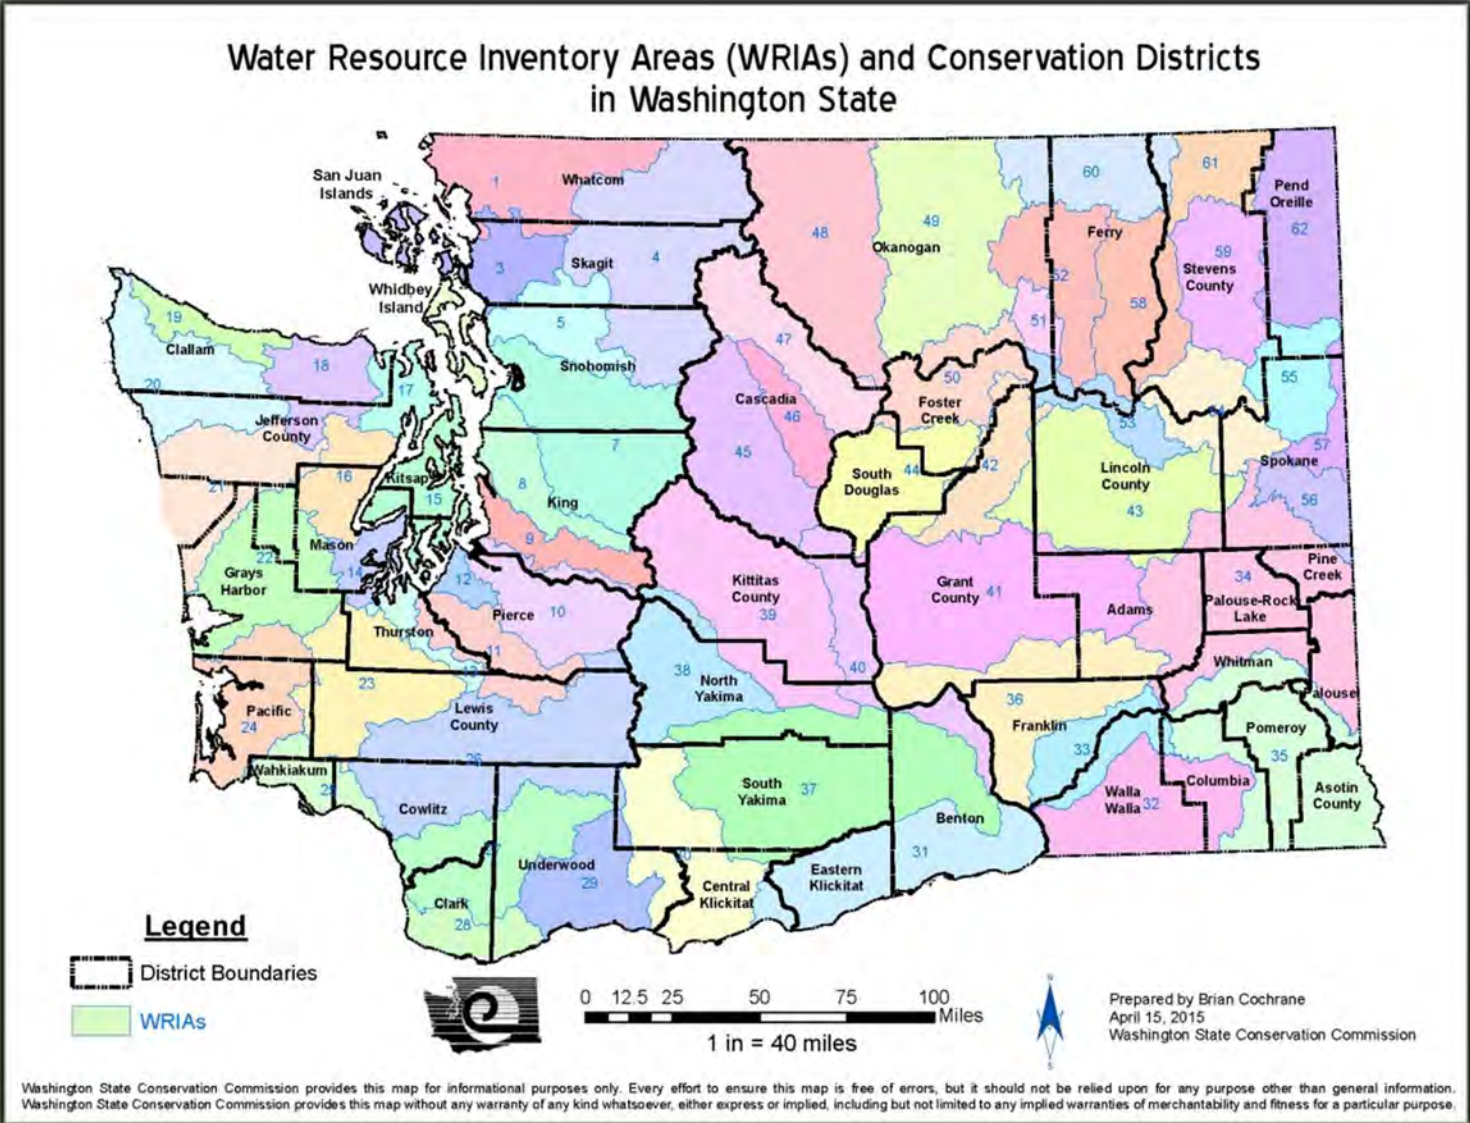 Water Resource Inventory Areas (WRIAs) and Conservation Districts
in Washington State
San Juan
Islands
1
Whatcom
3
Skagit
4
Whidbey
Island
5
Snohomish
19
Clallam
18
20
17
Jefferson
County
16
21
Kitsap
15
7
8
King
9
Mason
14
22
Grays
Harbor
12
Pierce
10
Thurston
11
13
23
Lewis
County
Pacific
24
26
Wahkiakum
25
Cowlitz
27
Clark
28
Underwood
29
48
49
Okanogan
47
Cascadia
46
45
50
Foster
Creek
South
Douglas
44
42
60
Ferry
52
51
58
61
59
Stevens
County
Pend
Oreille
62
55
53
54
Lincoln
County
43
57
Spokane
56
Kittitas
County
39
40
Grant
County
41
Adams
34
Palouse-Rock
Lake
Pine
Creek
Whitman
Palouse
38
North
Yakima
36
Franklin
33
Pomeroy
35
South
Yakima
37
Walla
Walla
32
Columbia
Asotin
County
Benton
31
30
Central
Klickitat
Eastern
Klickitat
Legend
District Boundaries
WRIAs
0 12.5 25 50 75 100
Miles
1 in = 40 miles
N
S
Prepared by Brian Cochrane
April 15, 2015
Washington State Conservation Commission
Washington State Conservation Commission provides this map for informational purposes only. Every effort to ensure this map is free of errors, but it should not be relied upon for any purpose other than general information.
Washington State Conservation Commission provides this map without any warranty of any kind whatsoever, either express or implied, including but not limited to any implied warranties of merchantability and fitness for a particular purpose.